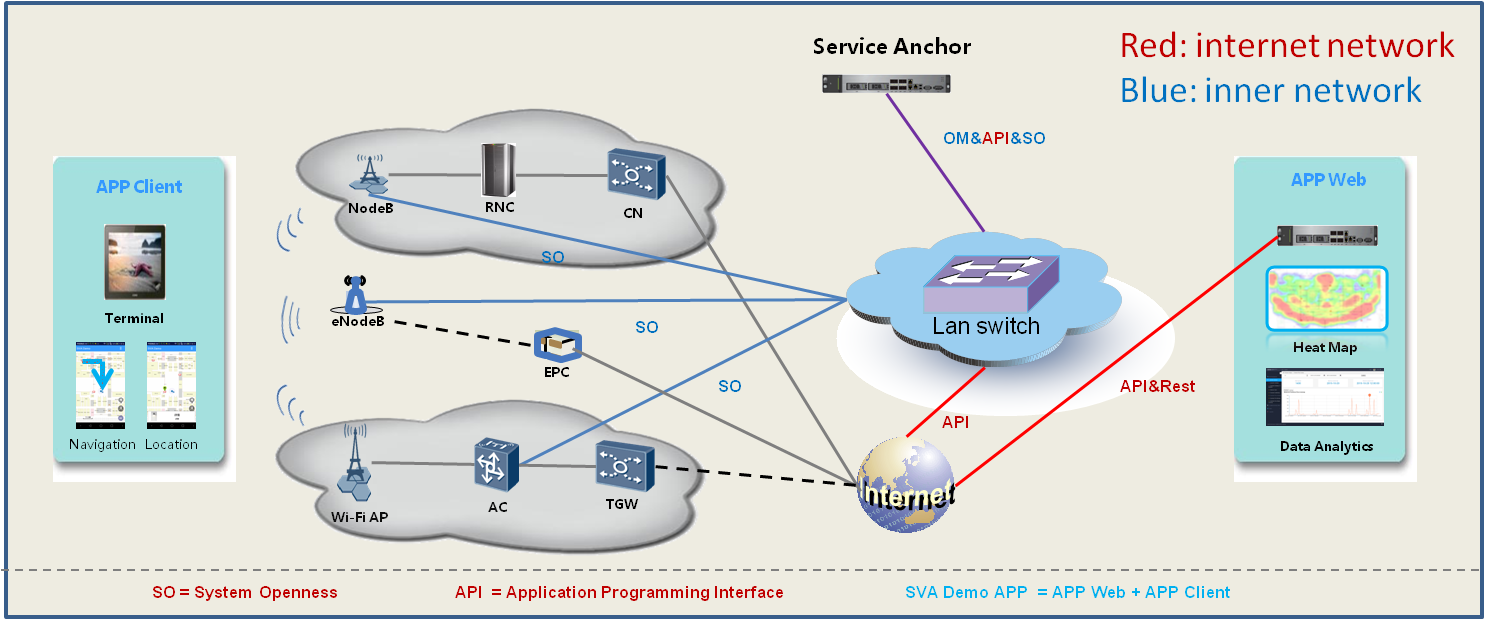 Service Anchor
Red: internet network
Blue: inner network
OM&API&SO
APP Client
Terminal
Navigation
Location
NodeB
RNC
CN
SO
eNodeB
SO
EPC
SO
Wi-Fi AP
AC
TGW
Lan switch
API
Internet
API&Rest
APP Web
Heat Map
Data Analytics
SO = System Openness
API = Application Programming Interface
SVA Demo APP = APP Web + APP Client